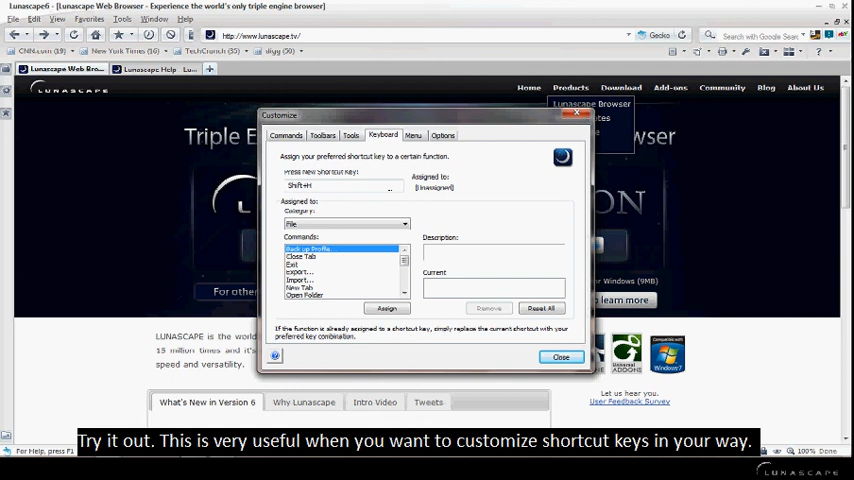 Lunascape6 - [Lunascape Web Browser - Experience the world's only triple engine browser]
File Edit View Favorites Tools Window Help
http://www.lunascape.tv/
Gecko
Search with Google...
CNN.com (19) New York Times (16) TechCrunch (35) digg (50)
Lunascape Web Bro... Lunascape Help
LUNASCAPE
Home Products Download Add-ons Community Blog About Us
Lunascape Browser
Triple E
Customize
Commands Toolbars Tools Keyboard Menu Options
Assign your preferred shortcut key to a certain function.
Press New Shortcut Key:
Shift+H
Assigned to:
[Unassigned]
Assigned to:
Category:
File
Commands:
Back up Profile...
Close Tab
Exit
Export...
Import...
New Tab
Open Folder
Description:
Current
Assign Remove Reset All
If the function is already assigned to a shortcut key, simply replace the current shortcut with your
preferred key combination.
Close
For other
Windows (9MB)
learn more
LUNASCAPE is the
15 million times and it's
speed and versatility.
Compatible with
Windows 7
Let us hear you.
User Feedback Survey
What's New in Version 6 Why Lunascape Intro Video Tweets
Try it out. This is very useful when you want to customize shortcut keys in your way.
For Help, press F1
100% Done
LUNASCAPE